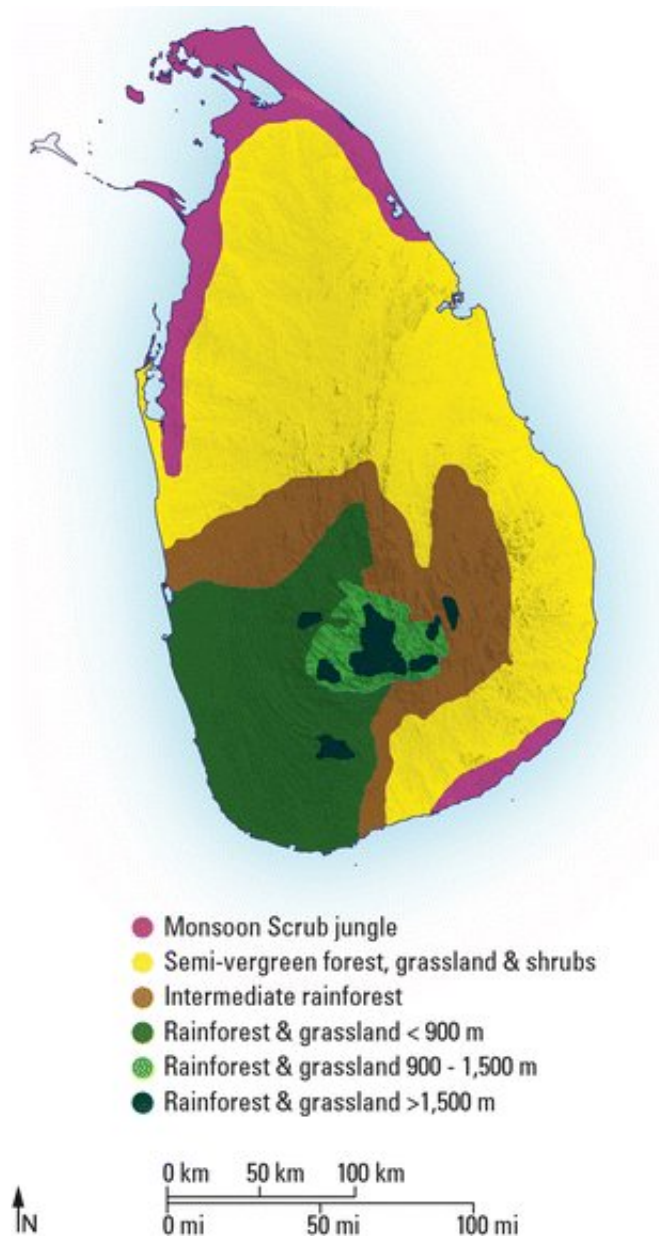 Monsoon Scrub jungle
Semi-vergreen forest, grassland & shrubs
Intermediate rainforest
Rainforest & grassland < 900 m
Rainforest & grassland 900 - 1,500 m
Rainforest & grassland >1,500 m
0 km 50 km 100 km
N
0 mi 50 mi 100 mi